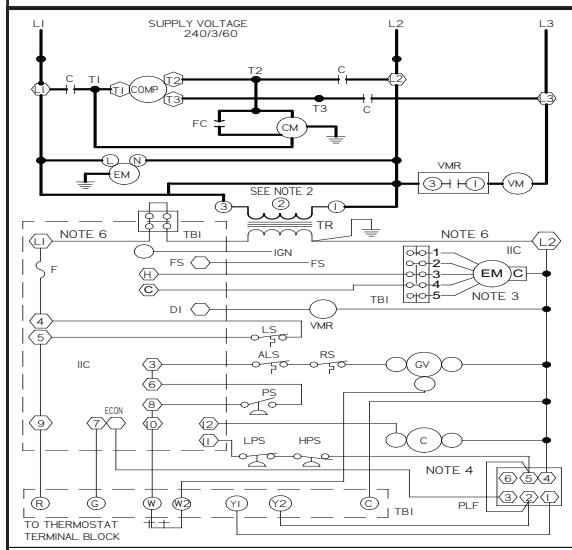 L1 SUPPLY VOLTAGE L2 L3
240/3/60
C T1 T2 T2 C
L1 T1 COMP L2
T3 T3 C L3
FC CM
L N
EM VMR
SEE NOTE 2 3 1 VM
3 2 1
TR
NOTE 6 TB1 NOTE 6
L1 IGN L2
FS FS 1 IIC
F H 2
C 3 EM C
4
DI TB1 5 NOTE 3
4 LS VMR
5
ALS RS
IIC 3 GV
6
PS
8
ECON
9 7 10 12 C
11 LPS HPS
NOTE 4
6 5 4
3 2 1
PLF
R G W W2 Y1 Y2 C TB1
TO THERMOSTAT
TERMINAL BLOCK